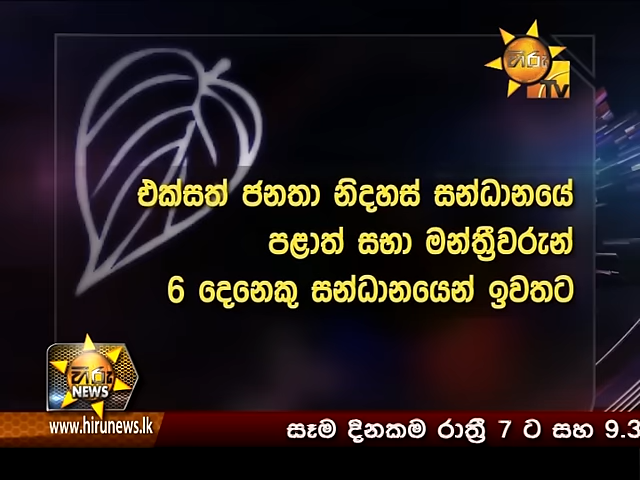 හිරු
TV
එක්සත් ජනතා නිදහස් සන්ධානයේ
පළාත් සභා මන්ත්‍රීවරුන්
6 දෙනෙකු සන්ධානයෙන් ඉවතට
හිරු
NEWS
www.hirunews.lk
සෑම දිනකම රාත්‍රී 7 ට සහ 9.3